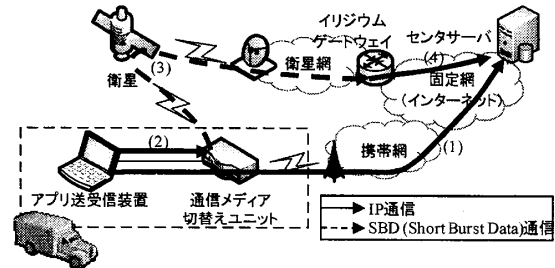 イリジウム
ゲートウェイ
センタサーバ
(3)
衛星
衛星網
(4)
固定網
(インターネット)
(2)
携帯網
(1)
アプリ送受信装置
通信メディア
切替えユニット
IP通信
SBD (Short Burst Data)通信